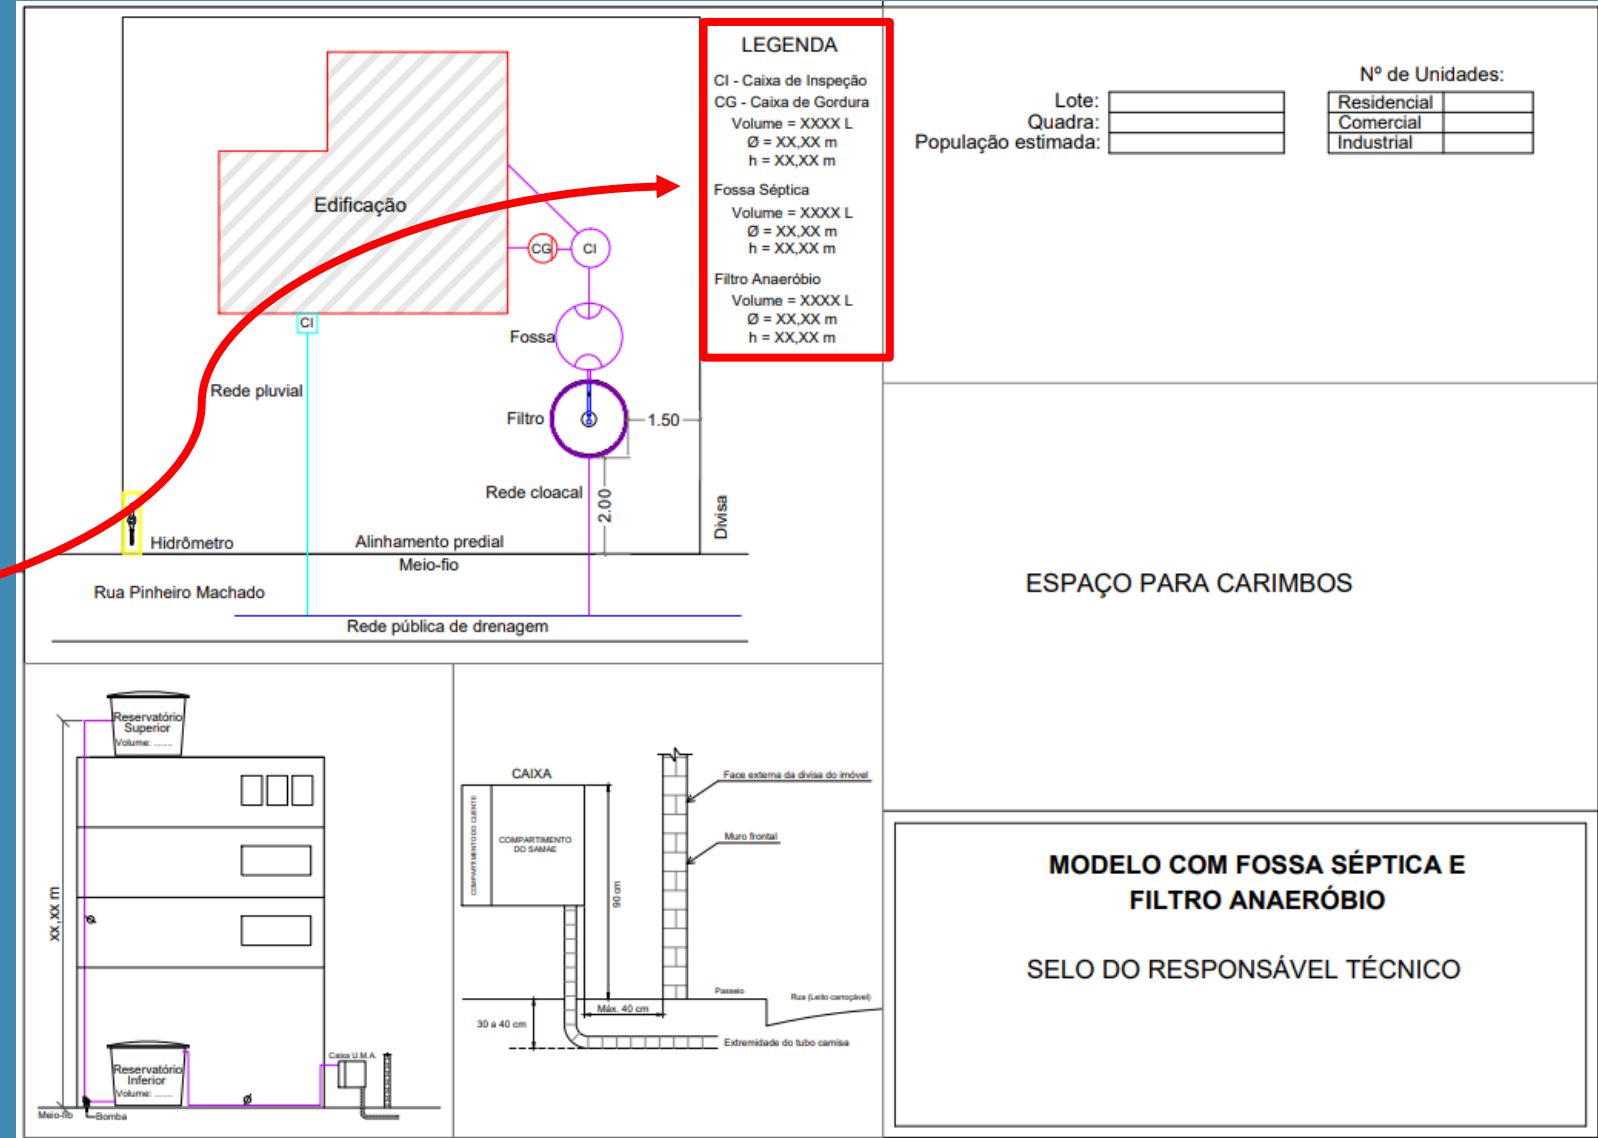 LEGENDA
CI - Caixa de Inspeção
CG - Caixa de Gordura
Volume = XXXX L
Ø = XX,XX m
h = XX,XX m
Fossa Séptica
Volume = XXXX L
Ø = XX,XX m
h = XX,XX m
Filtro Anaeróbio
Volume = XXXX L
Ø = XX,XX m
h = XX,XX m
Edificação
CG
CI
CI
Fossa
Rede pluvial
Filtro
1.50
Rede cloacal
2.00
Divisa
Hidrômetro
Alinhamento predial
Meio-fio
Rua Pinheiro Machado
Rede pública de drenagem
Nº de Unidades:
Lote:
Quadra:
População estimada:
Residencial
Comercial
Industrial
ESPAÇO PARA CARIMBOS
Reservatório
Superior
Volume: .......
xx,xx m
Ø
Reservatório
Inferior
Volume: .......
Ø
Caixa U.M.A.
Meio-fio
Bomba
CAIXA
COMPARTIMENTO DO CLIENTE
COMPARTIMENTO
DO SAMAE
90 cm
Face externa da divisa do imóvel
Muro frontal
Passeio
Rua (Leito carroçável)
Máx. 40 cm
30 a 40 cm
Extremidade do tubo camisa
MODELO COM FOSSA SÉPTICA E
FILTRO ANAERÓBIO
SELO DO RESPONSÁVEL TÉCNICO